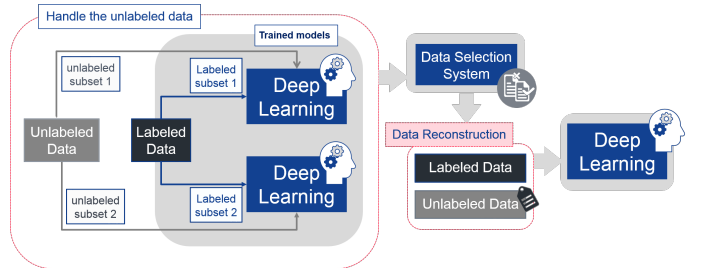 Handle the unlabeled data
Trained models
unlabeled
subset 1
Labeled
subset 1
Deep
Learning
Unlabeled
Data
Labeled
Data
unlabeled
subset 2
Labeled
subset 2
Deep
Learning
Data Selection
System
Data Reconstruction
Labeled Data
Unlabeled Data
Deep
Learning